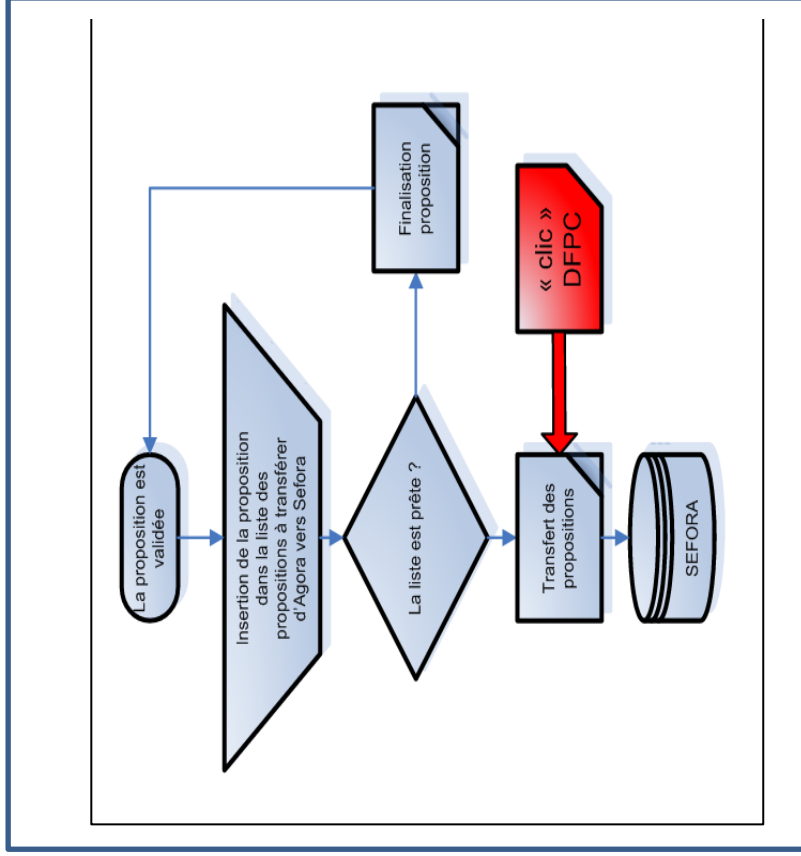 La proposition est
validée
Insertion de la proposition
dans la liste des
propositions à transférer
d'Agora vers Sefora
Finalisation
proposition
La liste est prête ?
« clic »
DFPC
Transfert des
propositions
SEFORA